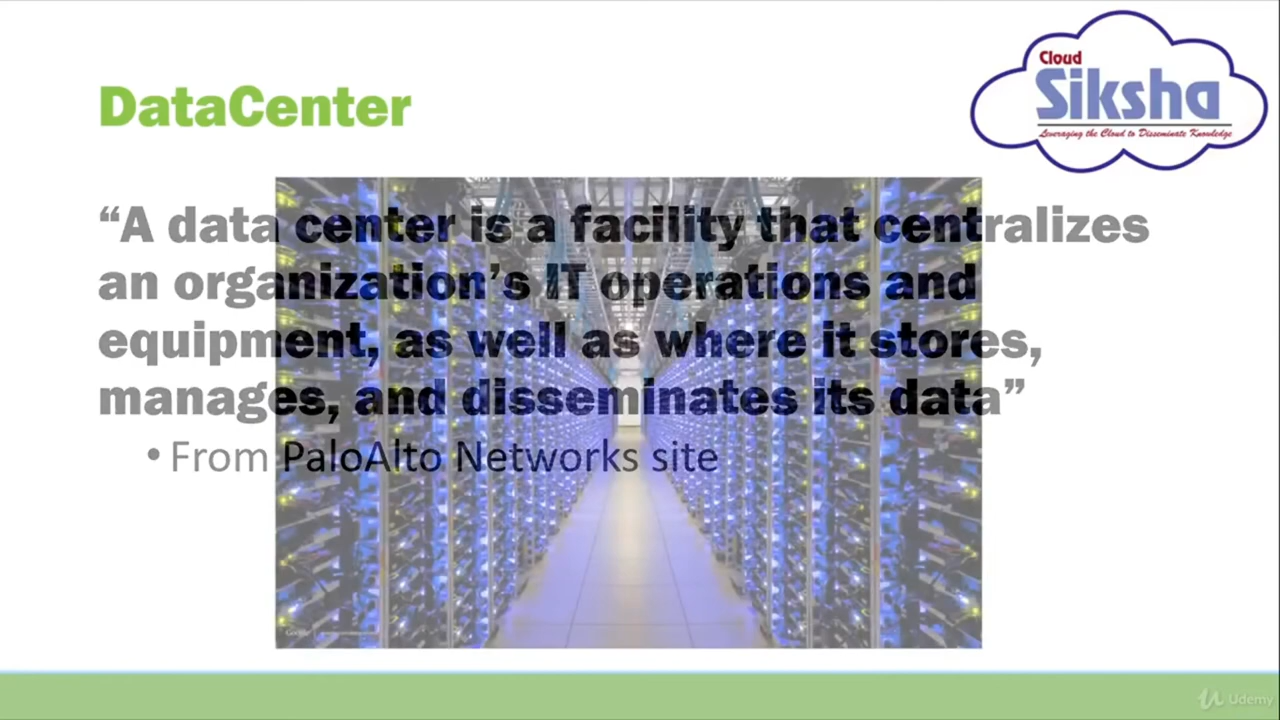 Cloud
Siksha
Leveraging the Cloud to Disseminate Knowledge
DataCenter
“A data center is a facility that centralizes
an organization’s IT operations and
equipment, as well as where it stores,
manages, and disseminates its data”
• From PaloAlto Networks site
Google
Udemy